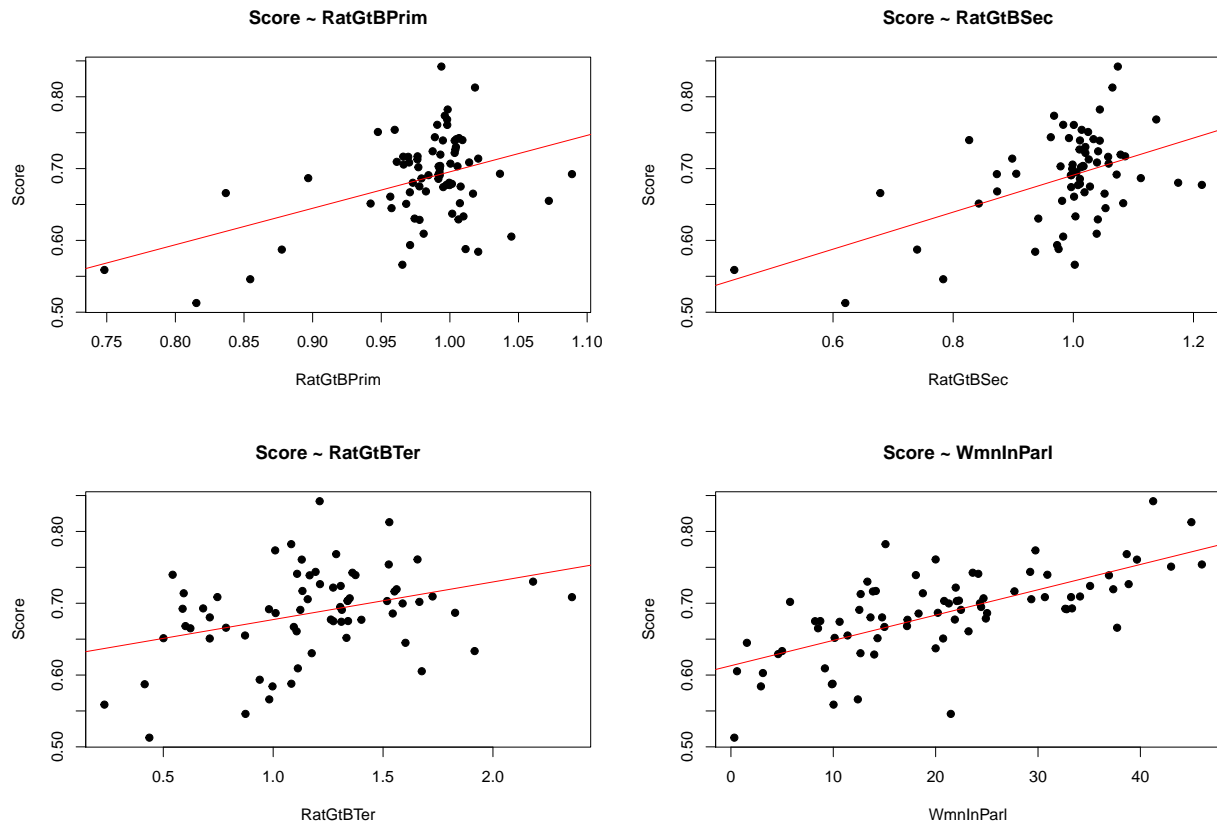 Score ~ RatGtBPrim
Score
0.50 0.60 0.70 0.80
0.75 0.80 0.85 0.90 0.95 1.00 1.05 1.10
RatGtBPrim
Score ~ RatGtBSec
Score
0.50 0.60 0.70 0.80
0.6 0.8 1.0 1.2
RatGtBSec
Score ~ RatGtBTer
Score
0.50 0.60 0.70 0.80
0.5 1.0 1.5 2.0
RatGtBTer
Score ~ WmnInParl
Score
0.50 0.60 0.70 0.80
0 10 20 30 40
WmnInParl